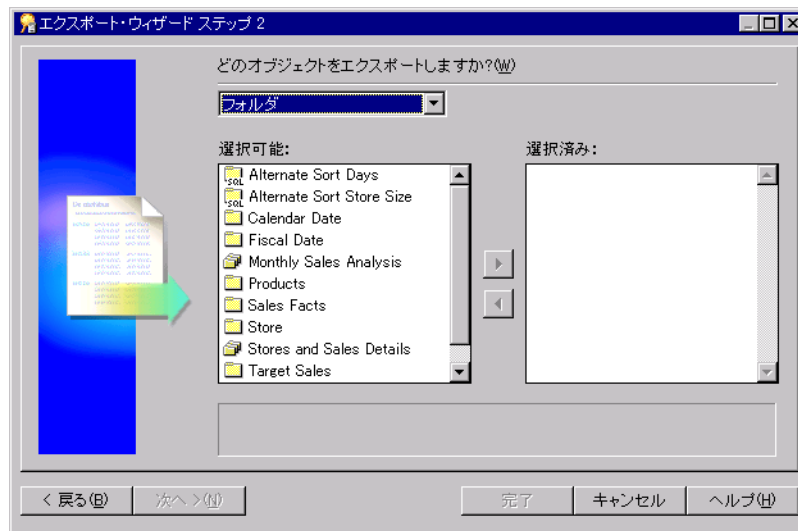 エクスポート・ウィザード ステップ 2
どのオブジェクトをエクスポートしますか?(W)
フォルダ
選択可能:
選択済み:
Alternate Sort Days
Alternate Sort Store Size
Calendar Date
Fiscal Date
Monthly Sales Analysis
Products
Sales Facts
Store
Stores and Sales Details
Target Sales
< 戻る(B)
次へ >(N)
完了
キャンセル
ヘルプ(H)